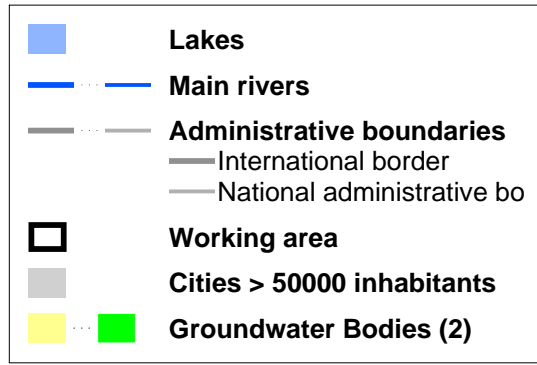 Lakes
Main rivers
Administrative boundaries
International border
National administrative bo
Working area
Cities > 50000 inhabitants
Groundwater Bodies (2)